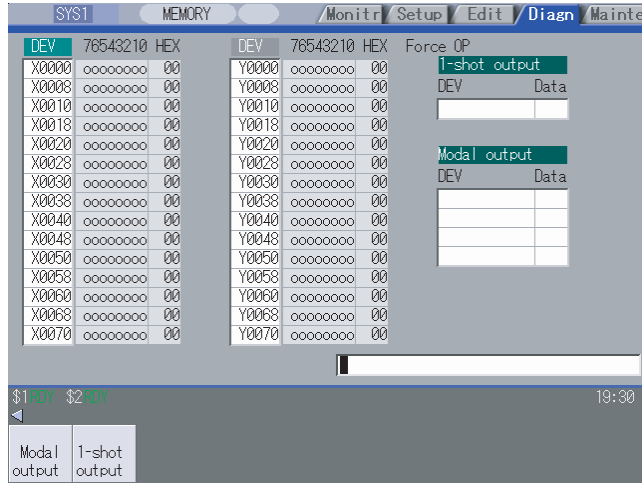 SYS1 MEMORY Monitr Setup Edit Diagn Mainte
DEV 76543210 HEX DEV 76543210 HEX Force OP
X0000 oooooooo 00 Y0000 oooooooo 00 1-shot output
X0008 oooooooo 00 Y0008 oooooooo 00 DEV Data
X0010 oooooooo 00 Y0010 oooooooo 00
X0018 oooooooo 00 Y0018 oooooooo 00
X0020 oooooooo 00 Y0020 oooooooo 00 Modal output
X0028 oooooooo 00 Y0028 oooooooo 00
X0030 oooooooo 00 Y0030 oooooooo 00 DEV Data
X0038 oooooooo 00 Y0038 oooooooo 00
X0040 oooooooo 00 Y0040 oooooooo 00
X0048 oooooooo 00 Y0048 oooooooo 00
X0050 oooooooo 00 Y0050 oooooooo 00
X0058 oooooooo 00 Y0058 oooooooo 00
X0060 oooooooo 00 Y0060 oooooooo 00
X0068 oooooooo 00 Y0068 oooooooo 00
X0070 oooooooo 00 Y0070 oooooooo 00
$1RDY $2RDY 19:30
Modal 1-shot
output output